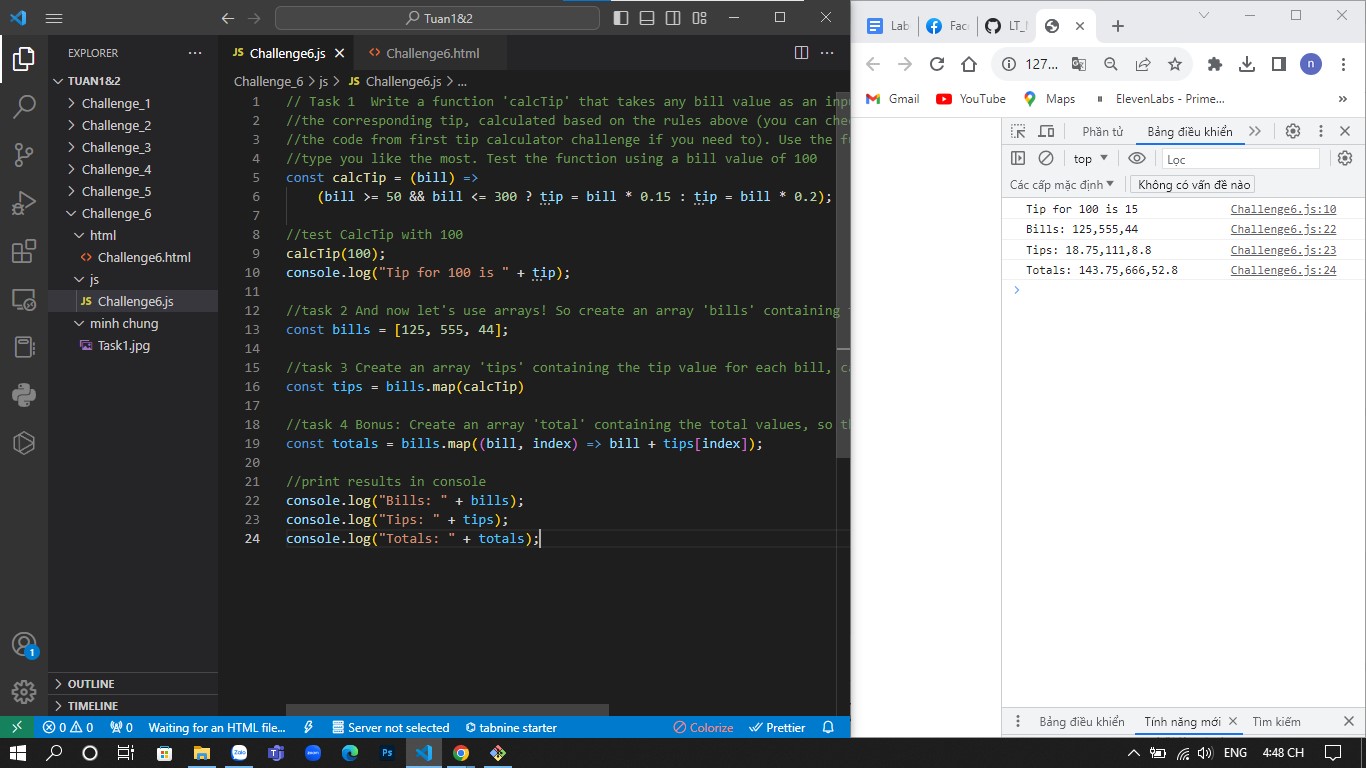 Tuan1&2
EXPLORER
TUAN1&2
Challenge_1
Challenge_2
Challenge_3
Challenge_4
Challenge_5
Challenge_6
html
Challenge6.html
js
JS Challenge6.js
minh chung
Task1.jpg
OUTLINE
TIMELINE
JS Challenge6.js
Challenge6.html
Challenge_6 > js > JS Challenge6.js > ...
1 // Task 1  Write a function 'calcTip' that takes any bill value as an inp
2 //the corresponding tip, calculated based on the rules above (you can che
3 //the code from first tip calculator challenge if you need to). Use the fu
4 //type you like the most. Test the function using a bill value of 100
5 const calcTip = (bill) =>
6     (bill >= 50 && bill <= 300 ? tip = bill * 0.15 : tip = bill * 0.2);
7
8 //test CalcTip with 100
9 calcTip(100);
10 console.log("Tip for 100 is " + tip);
11
12 //task 2 And now let's use arrays! So create an array 'bills' containing
13 const bills = [125, 555, 44];
14
15 //task 3 Create an array 'tips' containing the tip value for each bill, ca
16 const tips = bills.map(calcTip)
17
18 //task 4 Bonus: Create an array 'total' containing the total values, so th
19 const totals = bills.map((bill, index) => bill + tips[index]);
20
21 //print results in console
22 console.log("Bills: " + bills);
23 console.log("Tips: " + tips);
24 console.log("Totals: " + totals);
1
0 0 0
Waiting for an HTML file...
Server not selected
tabnine starter
Colorize
Prettier
Lab
Face
LT_
127...
n
Gmail
YouTube
Maps
ElevenLabs - Prime...
»
Phần tử
Bảng điều khiển
top
Lọc
Các cấp mặc định
Không có vấn đề nào
Tip for 100 is 15 Challenge6.js:10
Bills: 125,555,44 Challenge6.js:22
Tips: 18.75,111,8.8 Challenge6.js:23
Totals: 143.75,666,52.8 Challenge6.js:24
Bảng điều khiển
Tính năng mới
Tìm kiếm
Zalo
zoom
Ps
ENG
4:48 CH